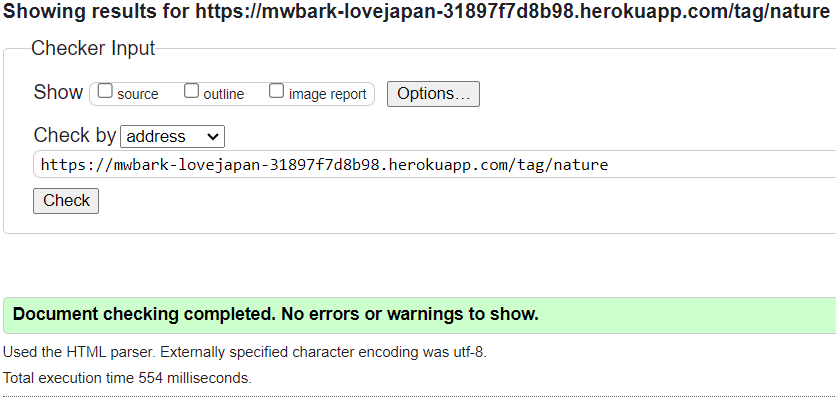 Showing results for https://mwbark-lovejapan-31897f7d8b98.herokuapp.com/tag/nature
Checker Input
Show source outline image report Options...
Check by address
https://mwbark-lovejapan-31897f7d8b98.herokuapp.com/tag/nature
Check
Document checking completed. No errors or warnings to show.
Used the HTML parser. Externally specified character encoding was utf-8.
Total execution time 554 milliseconds.